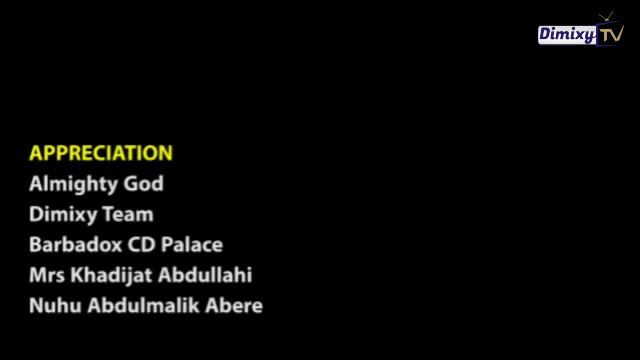 Dimixy TV
APPRECIATION
Almighty God
Dimixy Team
Barbadox CD Palace
Mrs Khadijat Abdullahi
Nuhu Abdulmalik Abere